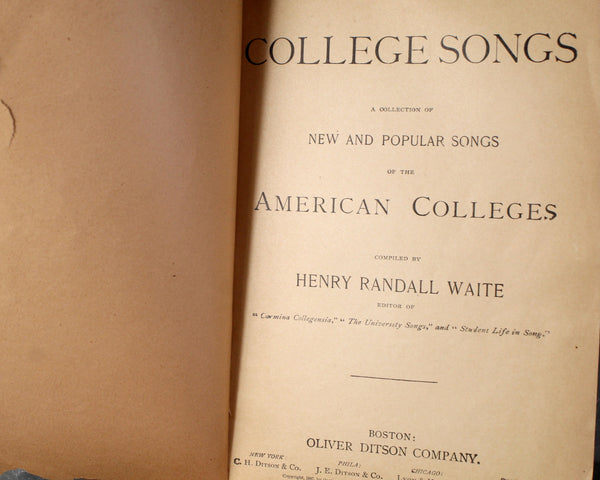 COLLEGE SONGS
A COLLECTION OF
NEW AND POPULAR SONGS
OF THE
AMERICAN COLLEGES
COMPILED BY
HENRY RANDALL WAITE
EDITOR OF
"Carmina Collegensia," "The University Songs," and "Student Life in Song."
BOSTON:
OLIVER DITSON COMPANY.
NEW YORK: PHILA: CHICAGO:
C. H. DITSON & CO. J. E. DITSON & CO. LYON &
Copyright,